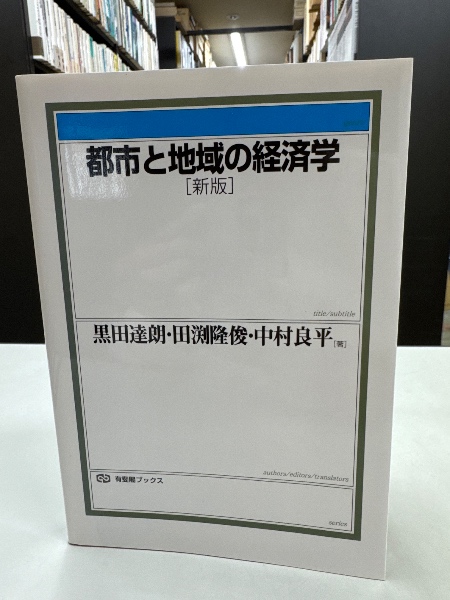 都市と地域の経済学
[新版]
title/subtitle
黒田達朗・田渕隆俊・中村良平[著]
authors/editors/translators
有斐閣ブックス
series